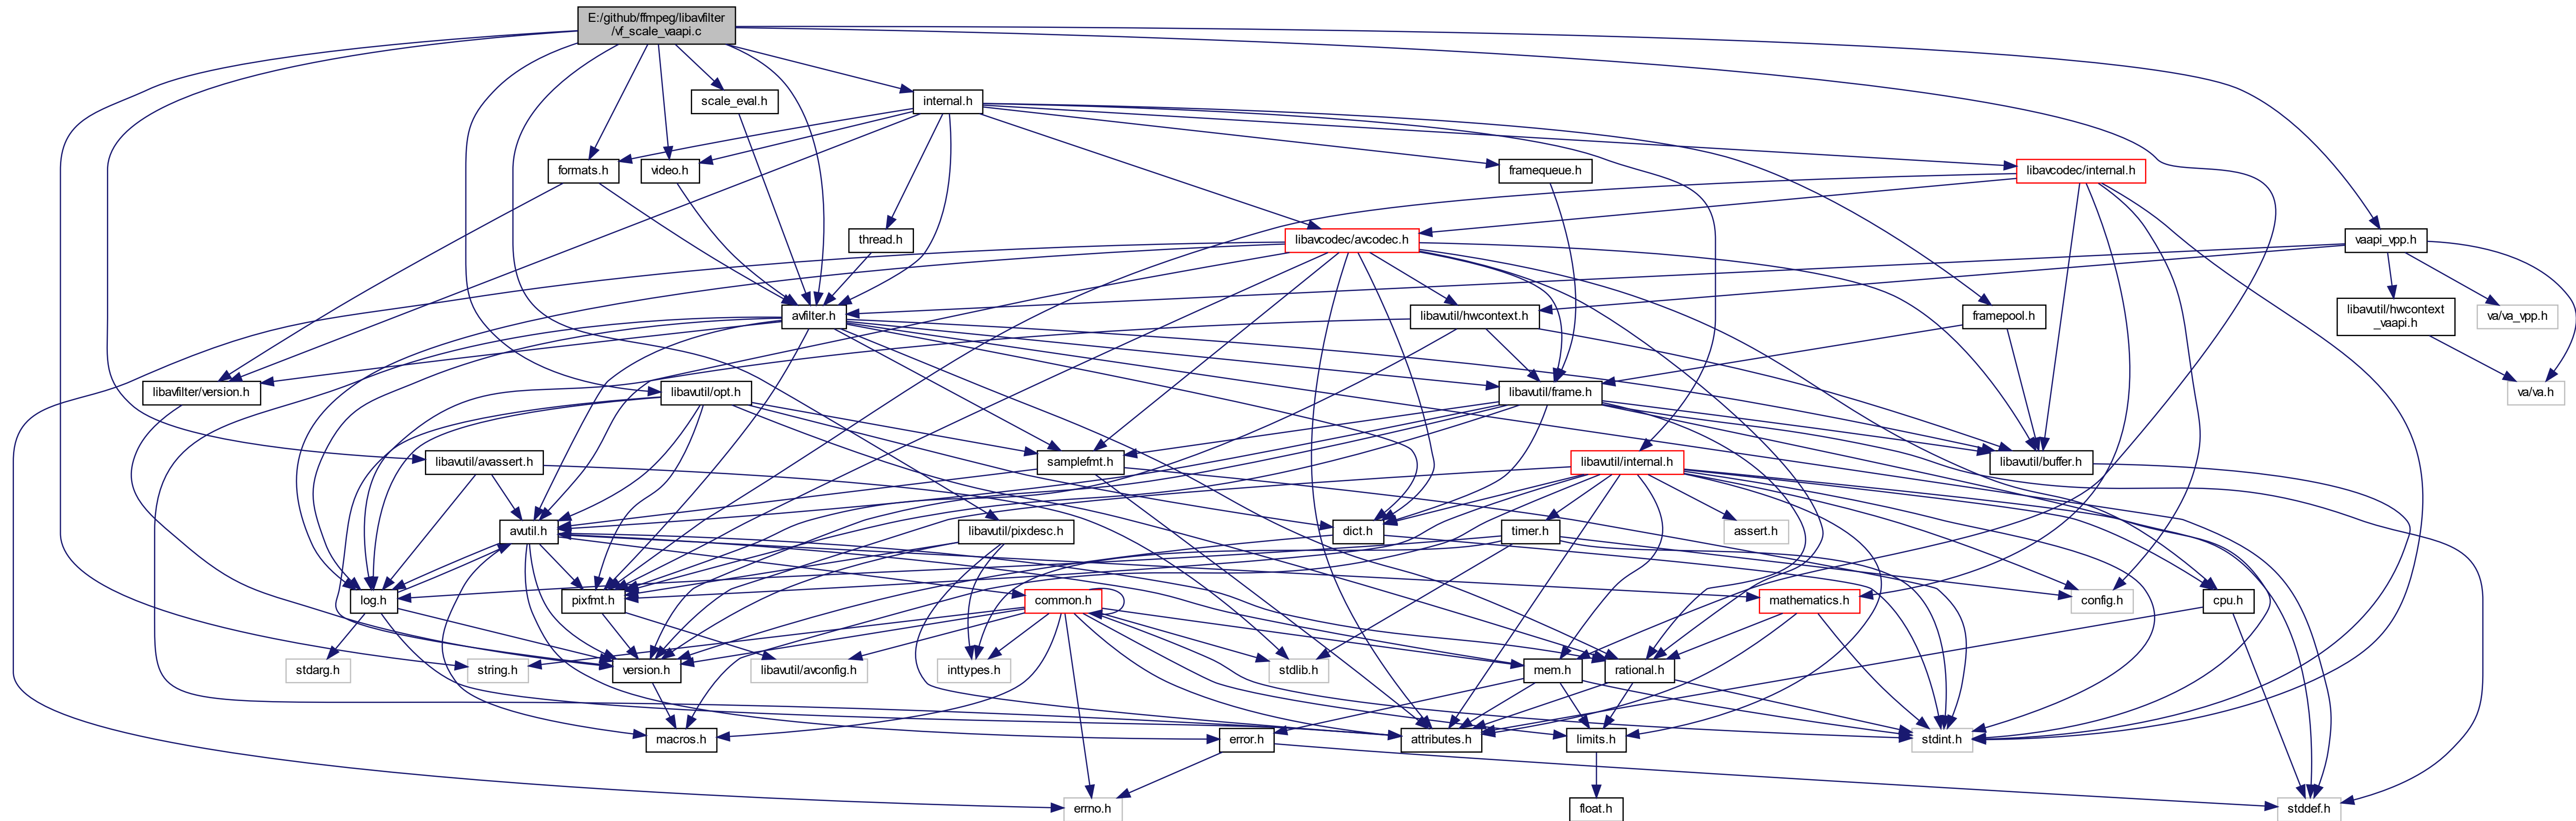 E:/github/ffmpeg/libavfilter
/vf_scale_vaapi.c
scale_eval.h
internal.h
formats.h
video.h
framequeue.h
libavcodec/internal.h
thread.h
libavcodec/avcodec.h
vaapi_vpp.h
avfilter.h
libavutil/hwcontext.h
framepool.h
libavutil/hwcontext
_vaapi.h
va/va_vpp.h
libavfilter/version.h
libavutil/opt.h
libavutil/frame.h
va/va.h
libavutil/avassert.h
samplefmt.h
libavutil/internal.h
libavutil/buffer.h
avutil.h
libavutil/pixdesc.h
dict.h
timer.h
assert.h
log.h
pixfmt.h
common.h
mathematics.h
config.h
cpu.h
stdarg.h
string.h
version.h
libavutil/avconfig.h
inttypes.h
stdlib.h
mem.h
rational.h
macros.h
error.h
attributes.h
limits.h
stdint.h
errno.h
float.h
stddef.h